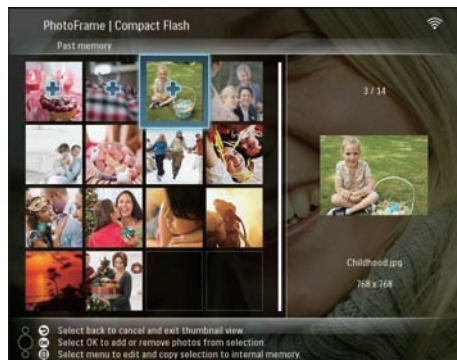 PhotoFrame | Compact Flash
Past memory
3 / 14
Childhood.jpg
768 x 768
Select back to cancel and exit thumbnail view.
OK Select OK to add or remove photos from selection.
Select menu to edit and copy selection to internal memory.